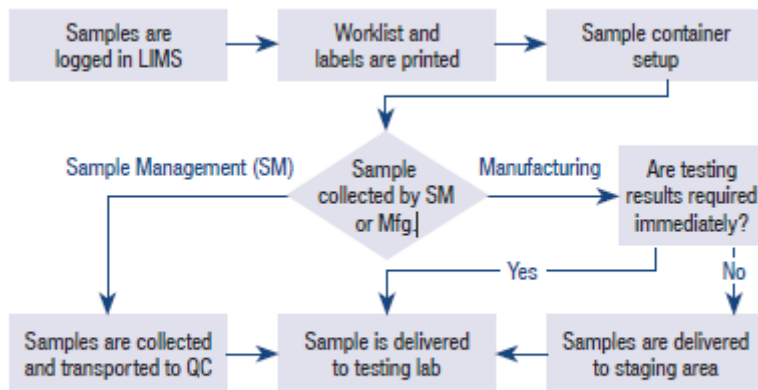 Samples are
logged in LIMS
Worklist and
labels are printed
Sample container
setup
Sample Management (SM)
Sample
collected by SM
or Mfg.
Manufacturing
Are testing
results required
immediately?
Yes
No
Samples are collected
and transported to QC
Sample is delivered
to testing lab
Samples are delivered
to staging area